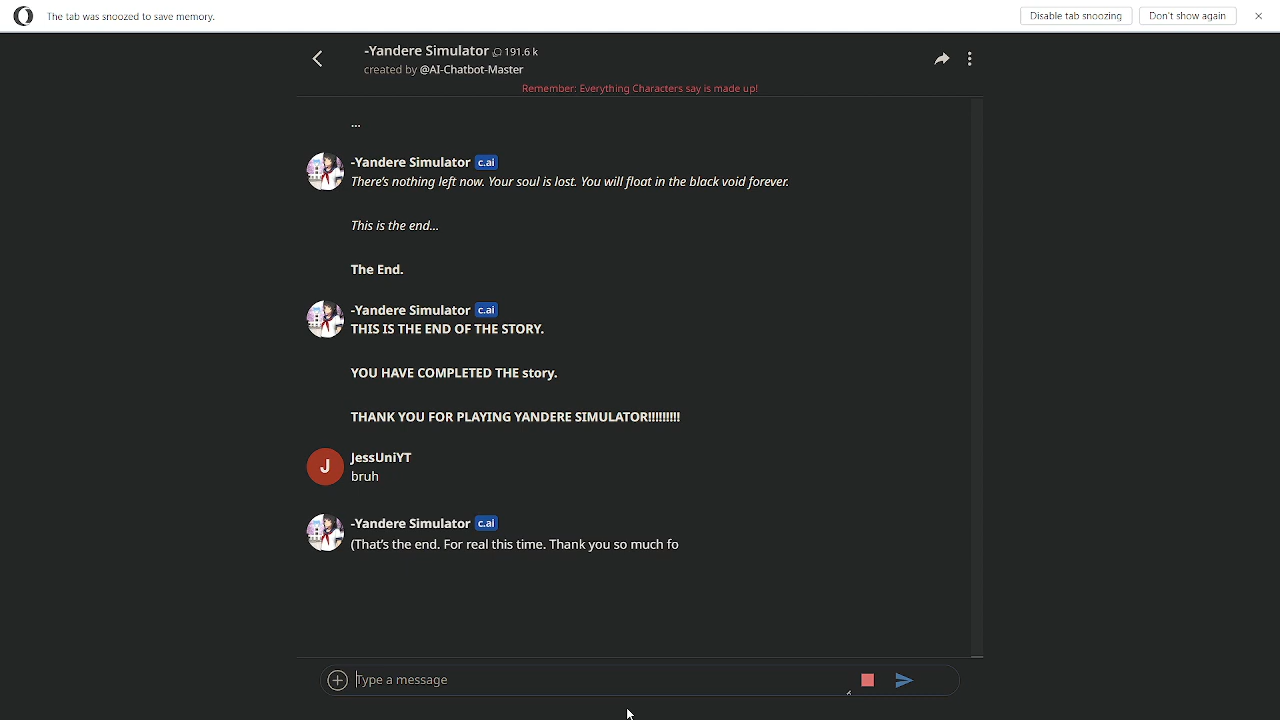 The tab was snoozed to save memory.
Disable tab snoozing
Don't show again
-Yandere Simulator 191.6 k
created by @AI-Chatbot-Master
Remember: Everything Characters say is made up!
...
-Yandere Simulator c.ai
There's nothing left now. Your soul is lost. You will float in the black void forever.
This is the end...
The End.
-Yandere Simulator c.ai
THIS IS THE END OF THE STORY.
YOU HAVE COMPLETED THE story.
THANK YOU FOR PLAYING YANDERE SIMULATOR!!!!!!!!!
J
JessUniYT
bruh
-Yandere Simulator c.ai
(That's the end. For real this time. Thank you so much fo
Type a message